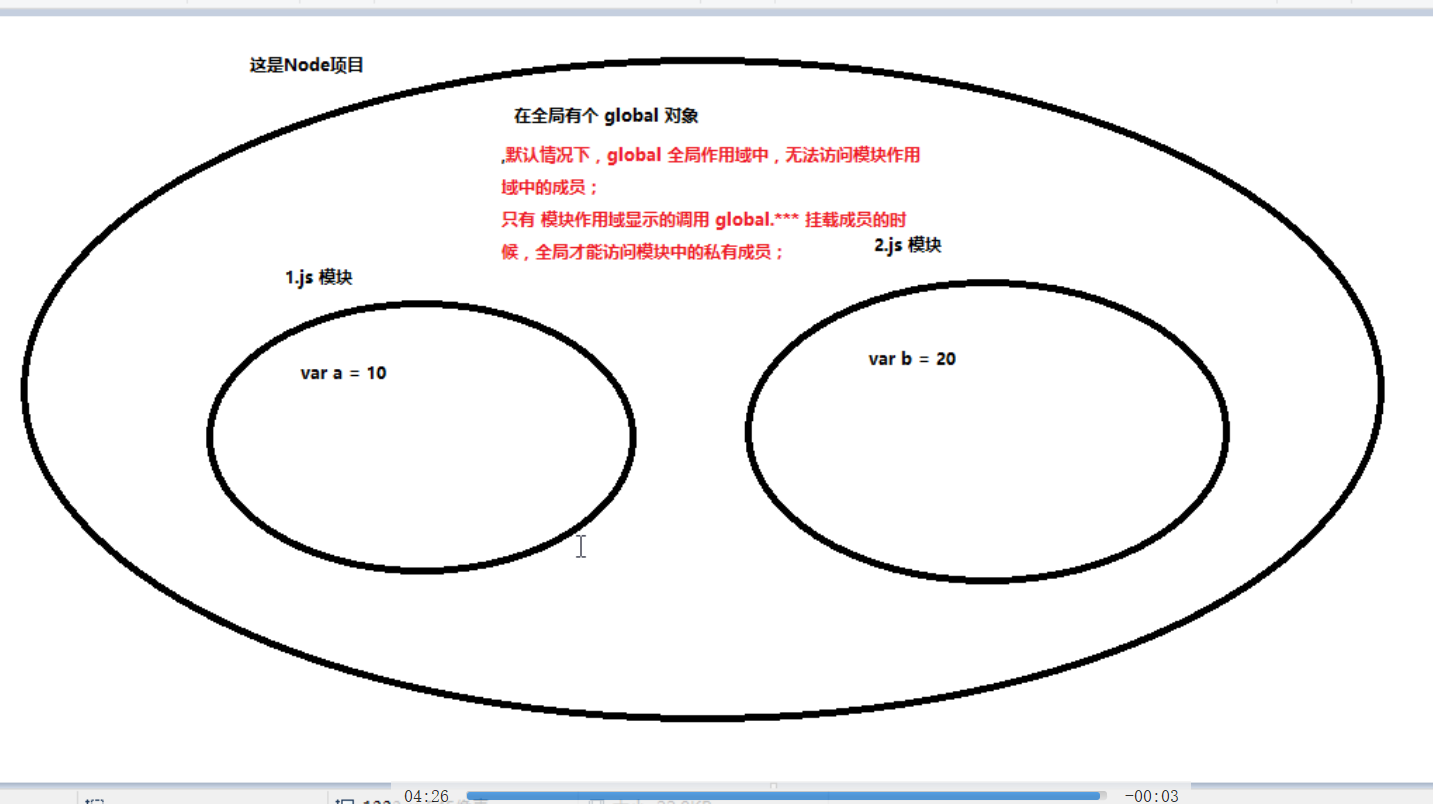 这是Node项目
在全局有个 global 对象
,默认情况下，global 全局作用域中，无法访问模块作用
域中的成员；
只有 模块作用域显示的调用 global.*** 挂载成员的时
候，全局才能访问模块中的私有成员；
2.js 模块
1.js 模块
var a = 10
var b = 20
04:26
-00:03